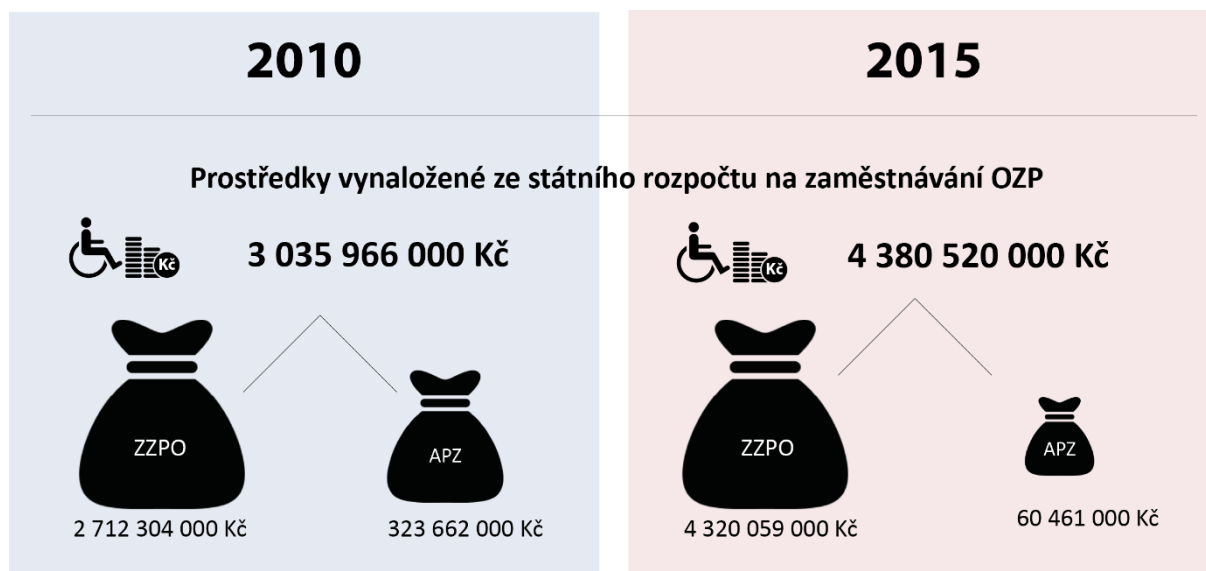 2010
2015
Prostředky vynaložené ze státního rozpočtu na zaměstnávání OZP
Kč
3 035 966 000 Kč
Kč
4 380 520 000 Kč
ZZPO
APZ
ZZPO
APZ
2 712 304 000 Kč
323 662 000 Kč
4 320 059 000 Kč
60 461 000 Kč